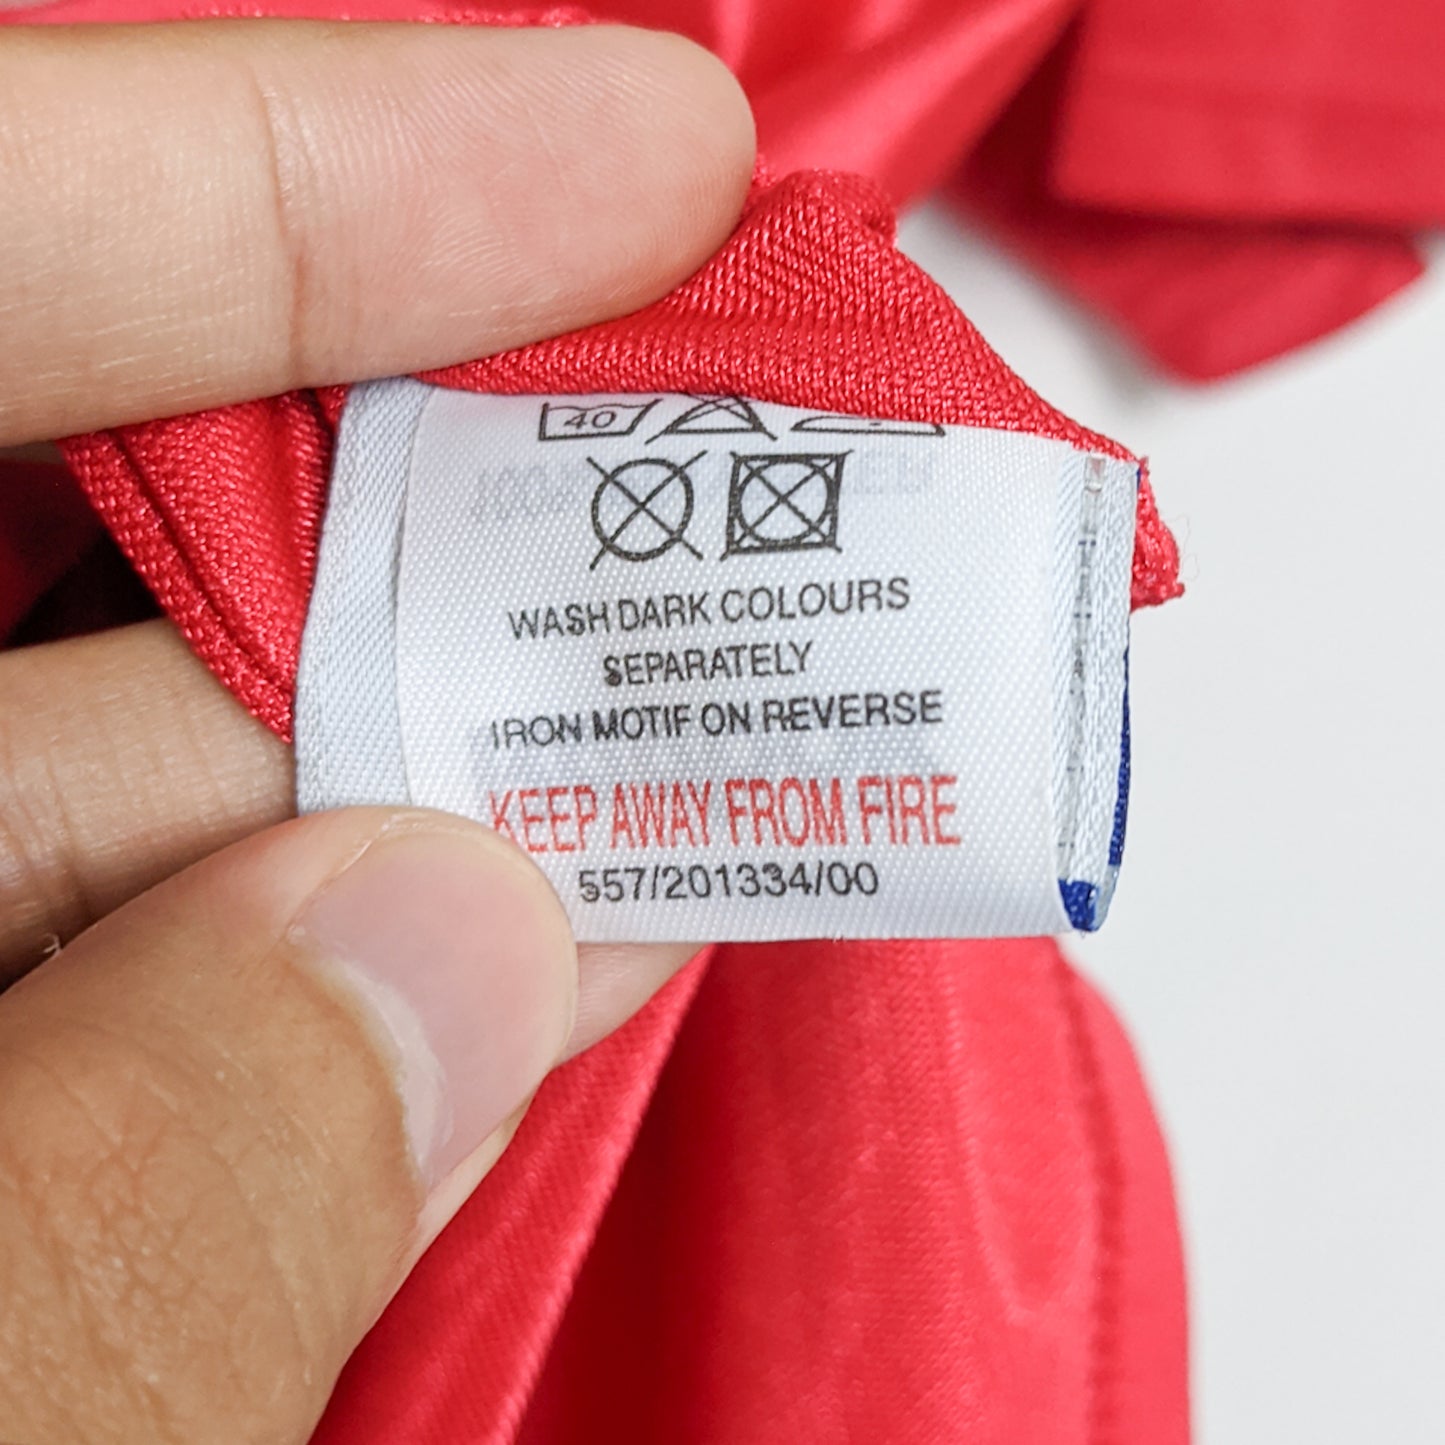 40
WASH DARK COLOURS
SEPARATELY
IRON MOTIF ON REVERSE
KEEP AWAY FROM FIRE
557/201334/00